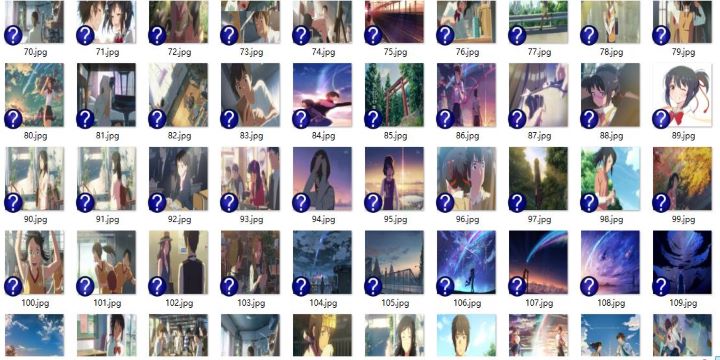 70.jpg 71.jpg 72.jpg 73.jpg 74.jpg 75.jpg 76.jpg 77.jpg 78.jpg 79.jpg
80.jpg 81.jpg 82.jpg 83.jpg 84.jpg 85.jpg 86.jpg 87.jpg 88.jpg 89.jpg
90.jpg 91.jpg 92.jpg 93.jpg 94.jpg 95.jpg 96.jpg 97.jpg 98.jpg 99.jpg
100.jpg 101.jpg 102.jpg 103.jpg 104.jpg 105.jpg 106.jpg 107.jpg 108.jpg 109.jpg